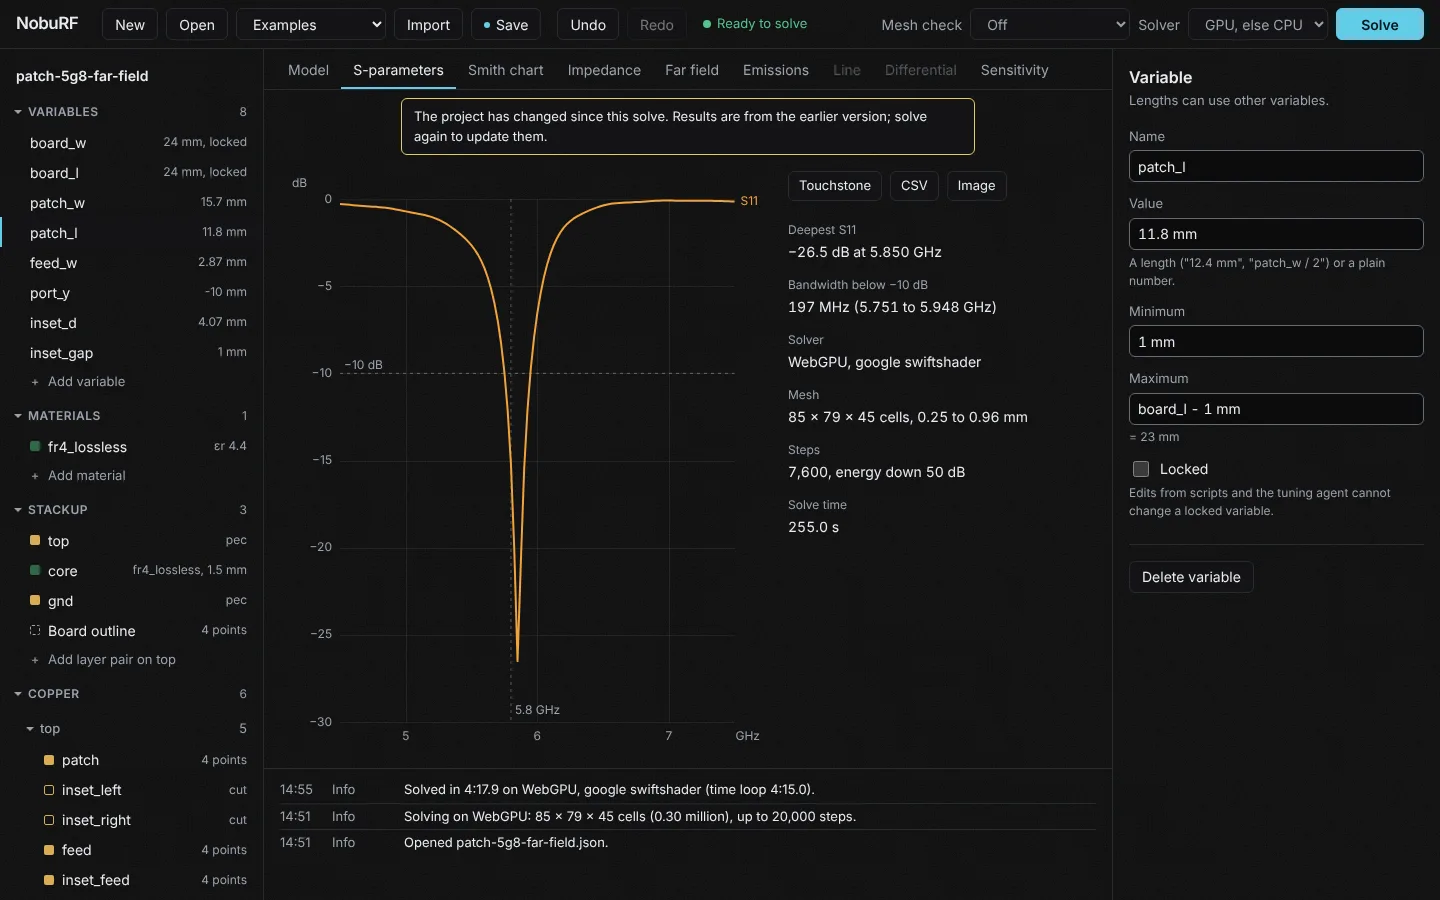 NobuRF
New
Open
Examples
Import
Save
Undo
Redo
Ready to solve
Mesh check
Off
Solver
GPU, else CPU
Solve
patch-5g8-far-field
VARIABLES 8
board_w 24 mm, locked
board_l 24 mm, locked
patch_w 15.7 mm
patch_l 11.8 mm
feed_w 2.87 mm
port_y -10 mm
inset_d 4.07 mm
inset_gap 1 mm
+ Add variable
MATERIALS 1
fr4_lossless εr 4.4
+ Add material
STACKUP 3
top pec
core fr4_lossless, 1.5 mm
gnd pec
Board outline 4 points
+ Add layer pair on top
COPPER 6
top 5
patch 4 points
inset_left cut
inset_right cut
feed 4 points
inset_feed 4 points
Model
S-parameters
Smith chart
Impedance
Far field
Emissions
Line
Differential
Sensitivity
The project has changed since this solve. Results are from the earlier version; solve
again to update them.
dB
0
−5
−10
−15
−20
−25
−30
−10 dB
S11
5.8 GHz
5
6
7
GHz
Touchstone
CSV
Image
Deepest S11
−26.5 dB at 5.850 GHz
Bandwidth below −10 dB
197 MHz (5.751 to 5.948 GHz)
Solver
WebGPU, google swiftshader
Mesh
85 × 79 × 45 cells, 0.25 to 0.96 mm
Steps
7,600, energy down 50 dB
Solve time
255.0 s
14:55 Info Solved in 4:17.9 on WebGPU, google swiftshader (time loop 4:15.0).
14:51 Info Solving on WebGPU: 85 × 79 × 45 cells (0.30 million), up to 20,000 steps.
14:51 Info Opened patch-5g8-far-field.json.
Variable
Lengths can use other variables.
Name
patch_l
Value
11.8 mm
A length ("12.4 mm", "patch_w / 2") or a plain
number.
Minimum
1 mm
Maximum
board_l - 1 mm
= 23 mm
Locked
Edits from scripts and the tuning agent cannot
change a locked variable.
Delete variable